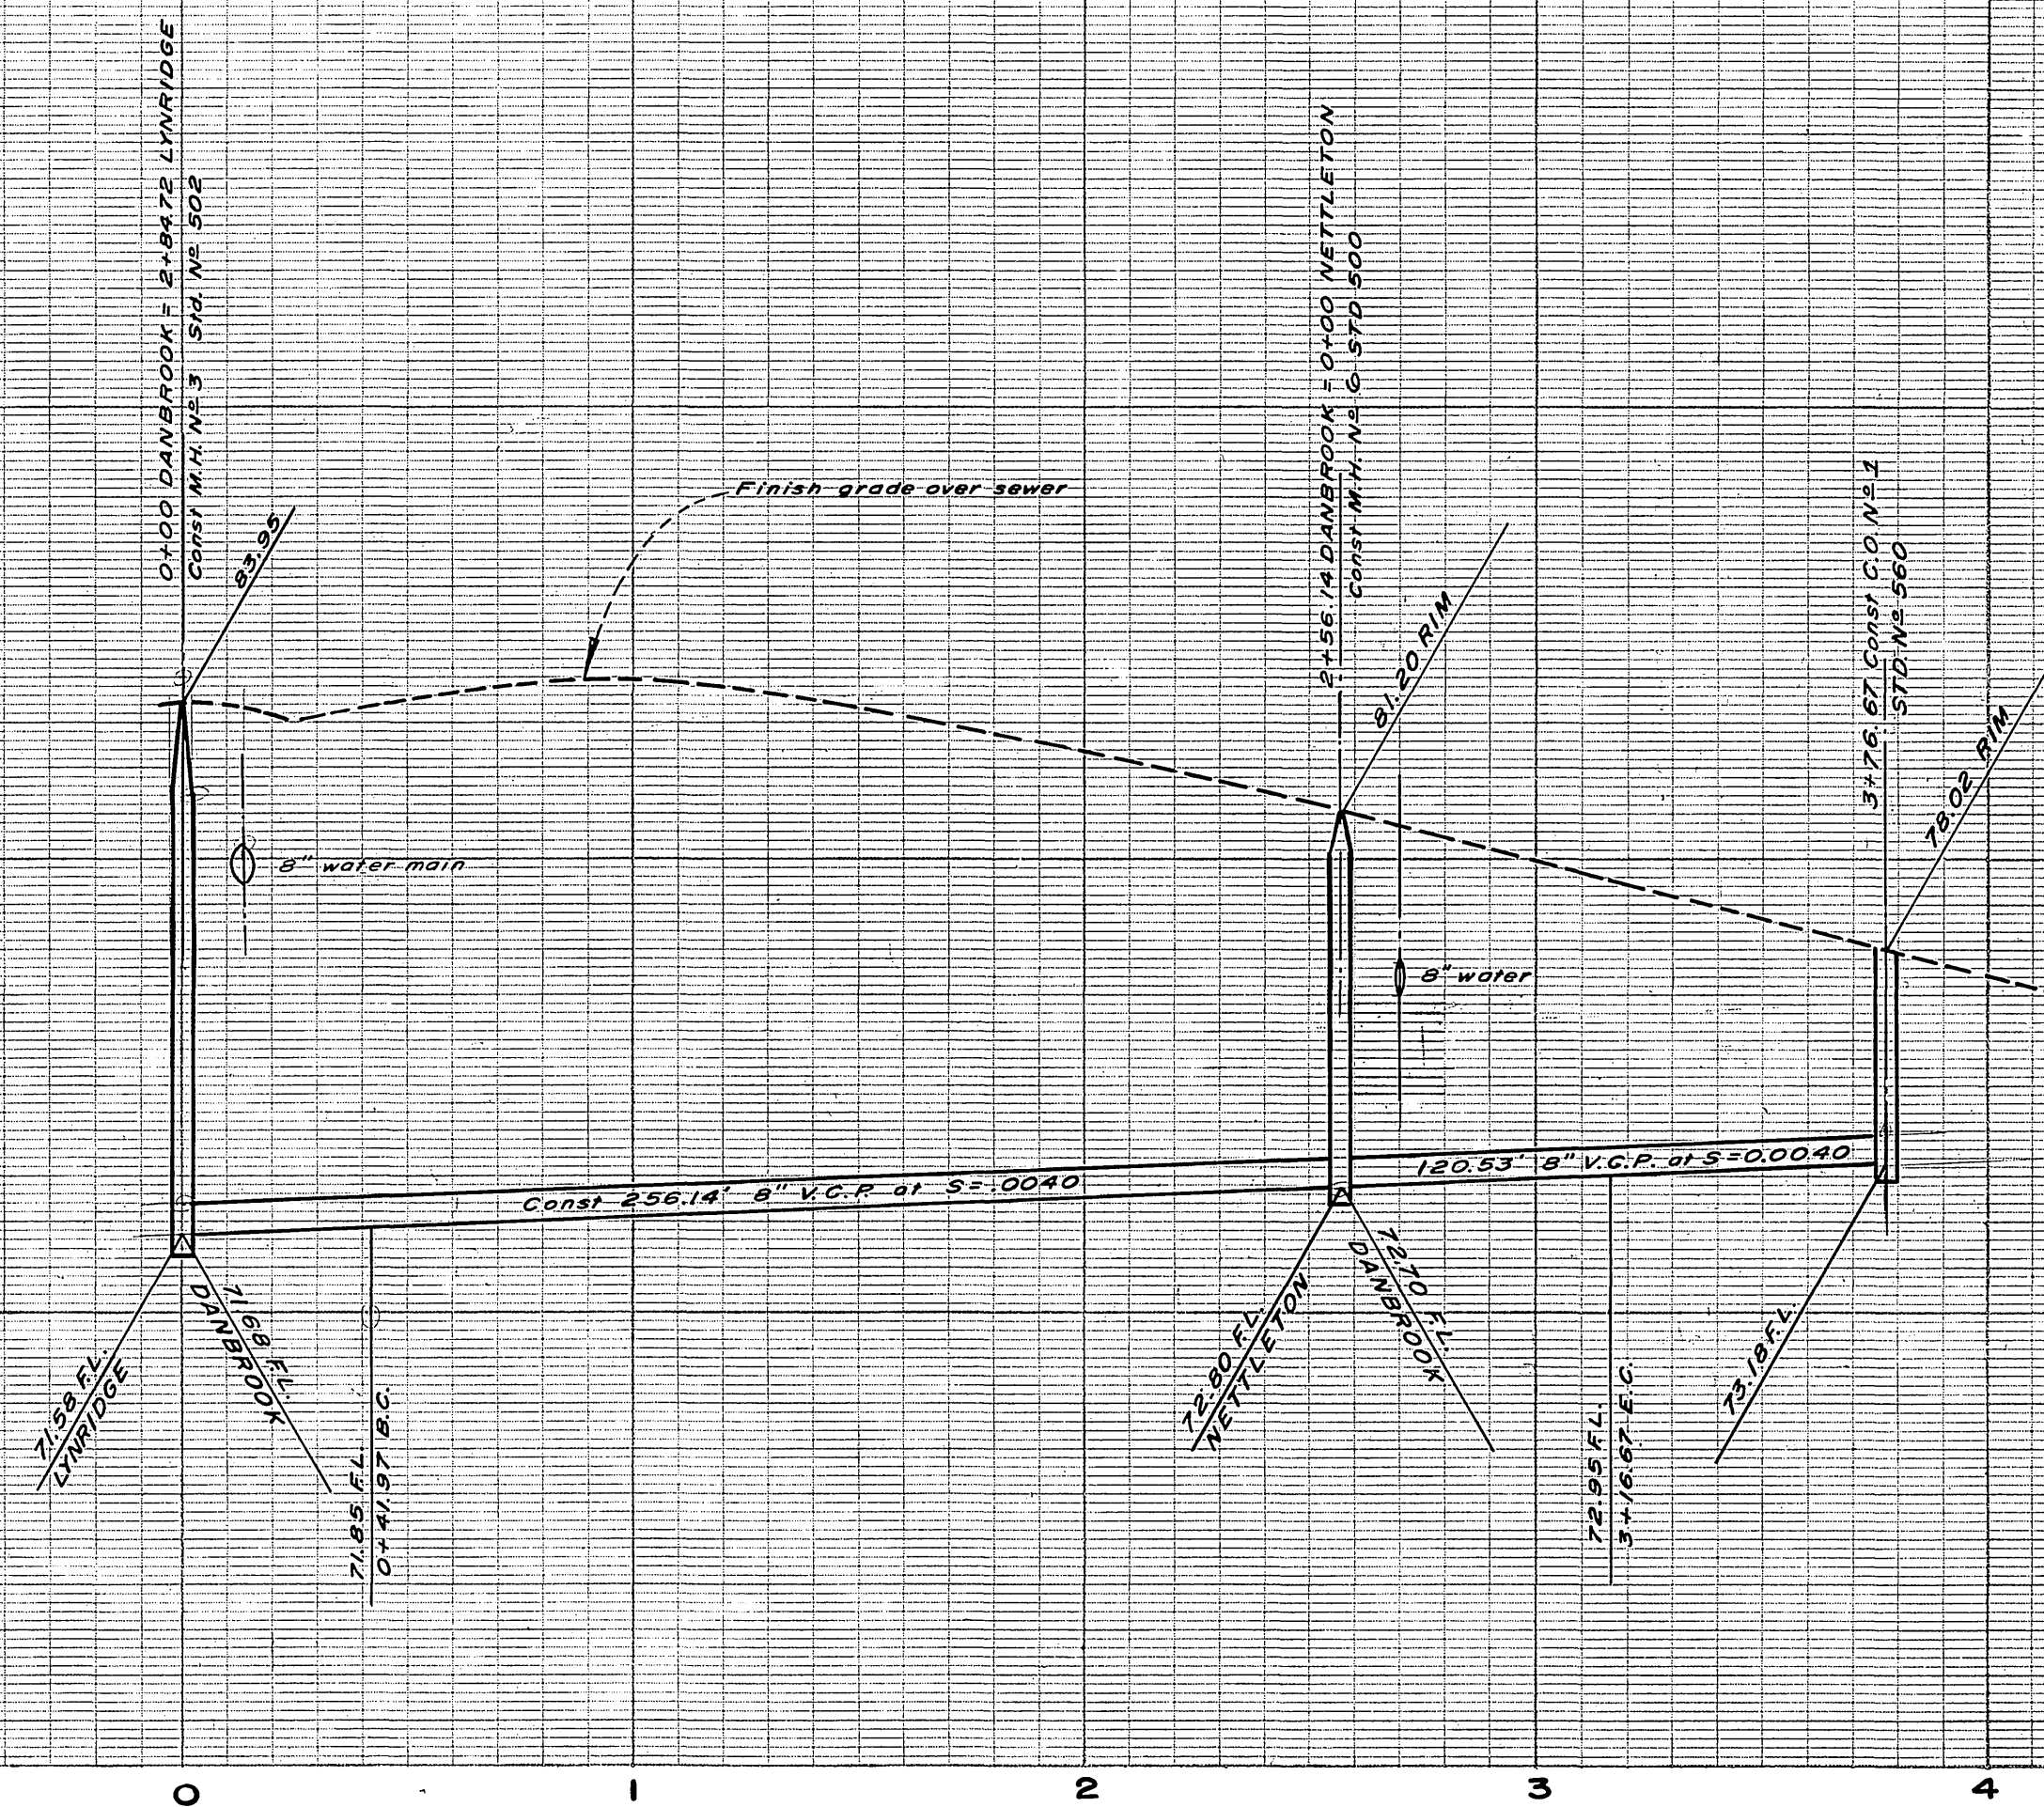 0+00 DANBROOK = 2+84.72 LYNRIDGE
Const M.H. Nº 3 Std. Nº 502
83.95
Finish grade over sewer
2+56.14 DANBROOK = 0+00 NETTLETON
Const M.H. Nº 6 STD 500
81.20 RIM
3+76.67 Const C.O. Nº 1
STD. Nº 560
78.02 RIM
8" water main
8" water
Const 256.14' 8" V.C.P. at S=.0040
120.53' 8" V.C.P. at S=0.0040
71.58 F.L.
LYNRIDGE
71.68 F.L.
DANBROOK
71.85 F.L.
0+41.97 B.C.
72.80 F.L.
NETTLETON
72.70 F.L.
DANBROOK
72.95 F.L.
3+16.67 E.C.
73.18 F.L.
0 1 2 3 4